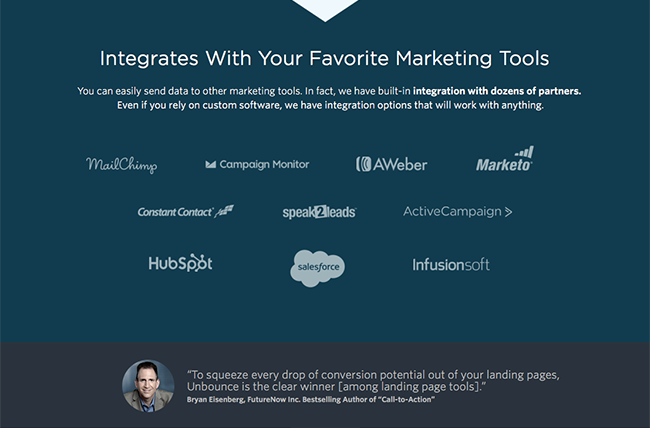 Integrates With Your Favorite Marketing Tools
You can easily send data to other marketing tools. In fact, we have built-in integration with dozens of partners.
Even if you rely on custom software, we have integration options that will work with anything.
MailChimp
Campaign Monitor
AWeber
Marketo
Constant Contact
speak2leads
ActiveCampaign
HubSpot
salesforce
Infusionsoft
“To squeeze every drop of conversion potential out of your landing pages,
Unbounce is the clear winner [among landing page tools].”
Bryan Eisenberg, FutureNow Inc. Bestselling Author of “Call-to-Action”